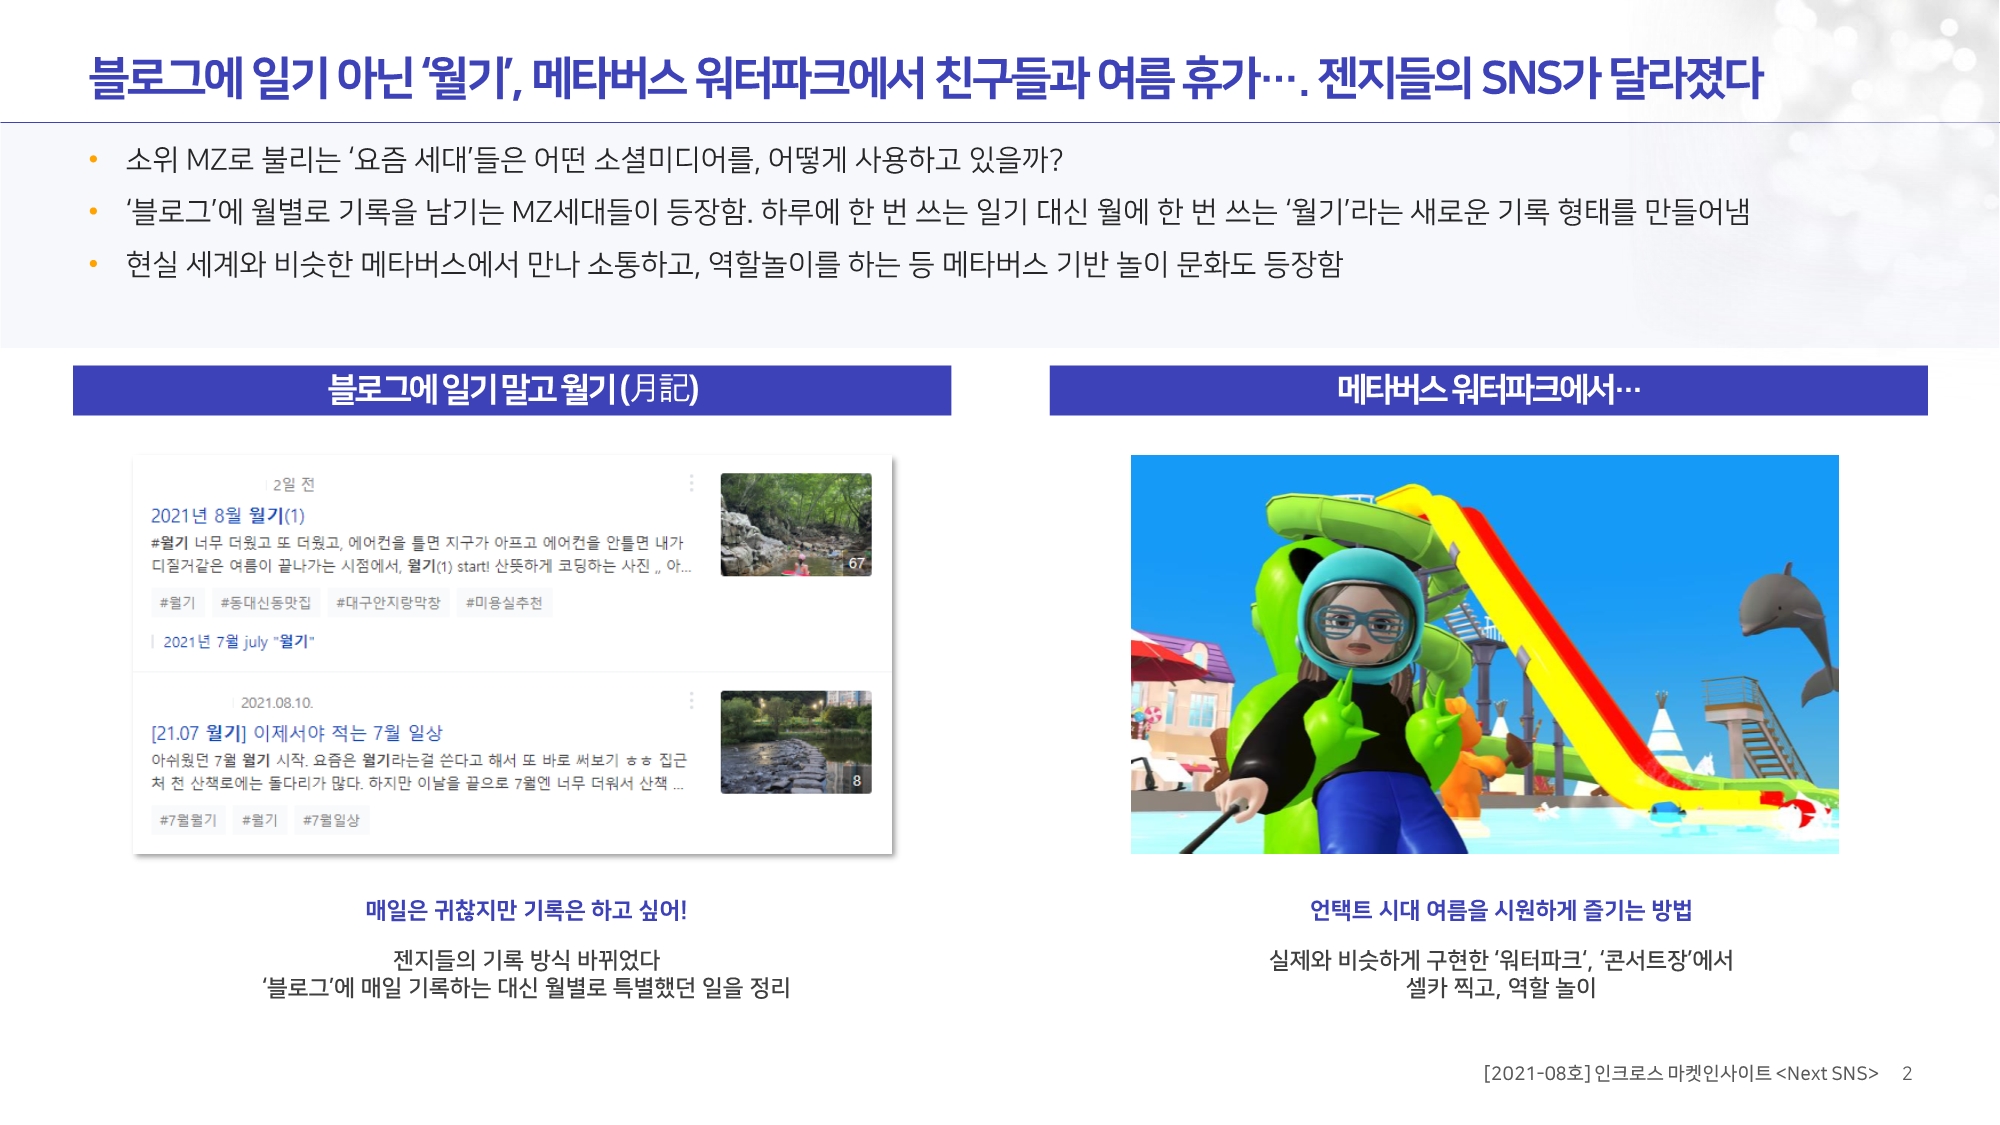 블로그에 일기 아닌 ‘월기’, 메타버스 워터파크에서 친구들과 여름 휴가…. 젠지들의 SNS가 달라졌다
• 소위 MZ로 불리는 ‘요즘 세대’들은 어떤 소셜미디어를, 어떻게 사용하고 있을까?
• ‘블로그’에 월별로 기록을 남기는 MZ세대들이 등장함. 하루에 한 번 쓰는 일기 대신 월에 한 번 쓰는 ‘월기’라는 새로운 기록 형태를 만들어냄
• 현실 세계와 비슷한 메타버스에서 만나 소통하고, 역할놀이를 하는 등 메타버스 기반 놀이 문화도 등장함
블로그에 일기 말고 월기 (月記)
2일 전
2021년 8월 월기(1)
#월기 너무 더웠고 또 더웠고, 에어컨을 틀면 지구가 아프고 에어컨을 안틀면 내가
디질거같은 여름이 끝나가는 시점에서, 월기(1) start! 산뜻하게 코딩하는 사진 ,, 아...
67
#월기 #동대신동맛집 #대구안지랑막창 #미용실추천
2021년 7월 july "월기"
2021.08.10.
[21.07 월기] 이제서야 적는 7월 일상
아쉬웠던 7월 월기 시작. 요즘은 월기라는걸 쓴다고 해서 또 바로 써보기 ㅎㅎ 집근
처 천 산책로에는 돌다리가 많다. 하지만 이날을 끝으로 7월엔 너무 더워서 산책 ...
8
#7월월기 #월기 #7월일상
매일은 귀찮지만 기록은 하고 싶어!
젠지들의 기록 방식 바뀌었다
‘블로그’에 매일 기록하는 대신 월별로 특별했던 일을 정리
메타버스 워터파크에서…
언택트 시대 여름을 시원하게 즐기는 방법
실제와 비슷하게 구현한 ‘워터파크‘, ‘콘서트장’에서
셀카 찍고, 역할 놀이
[2021-08호] 인크로스 마켓인사이트 <Next SNS> 2